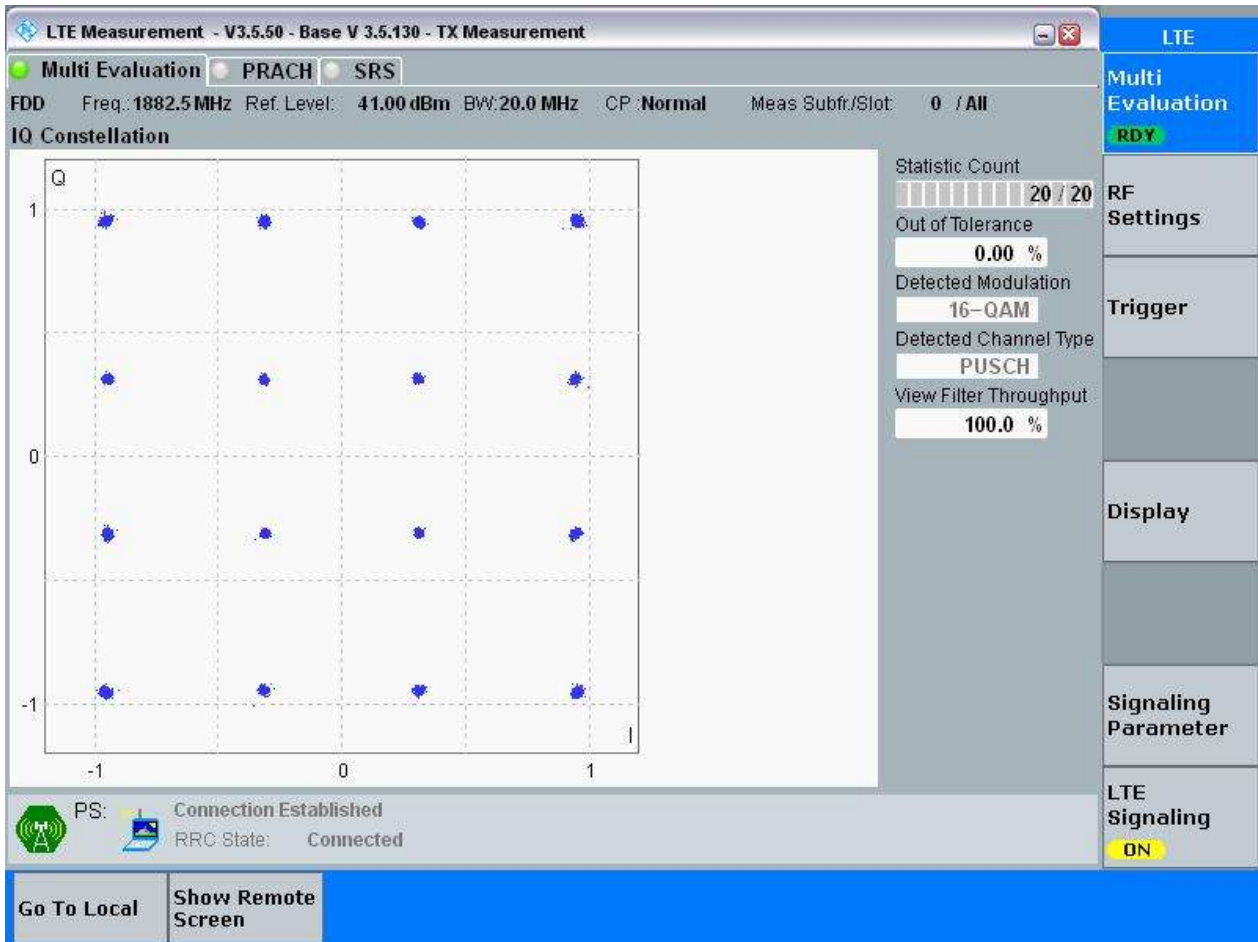 LTE Measurement - V3.5.50 - Base V 3.5.130 - TX Measurement
LTE
Multi Evaluation PRACH SRS
Multi
Evaluation
RDY
FDD Freq.: 1882.5 MHz Ref. Level: 41.00 dBm BW: 20.0 MHz CP : Normal Meas Subfr./Slot: 0 / All
IQ Constellation
Q
1
0
-1
I
-1 0 1
Statistic Count
20 / 20
Out of Tolerance
0.00 %
Detected Modulation
16-QAM
Detected Channel Type
PUSCH
View Filter Throughput
100.0 %
RF
Settings
Trigger
Display
Signaling
Parameter
LTE
Signaling
ON
PS: Connection Established
RRC State: Connected
Go To Local
Show Remote
Screen